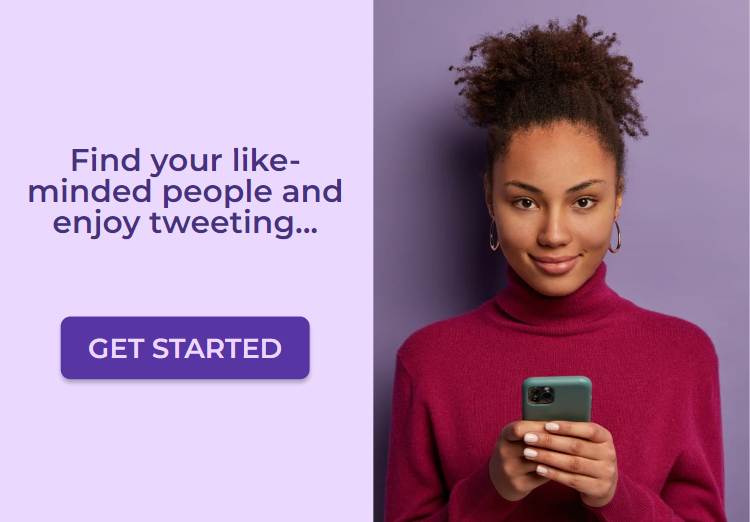 Find your like-
minded people and
enjoy tweeting...
GET STARTED